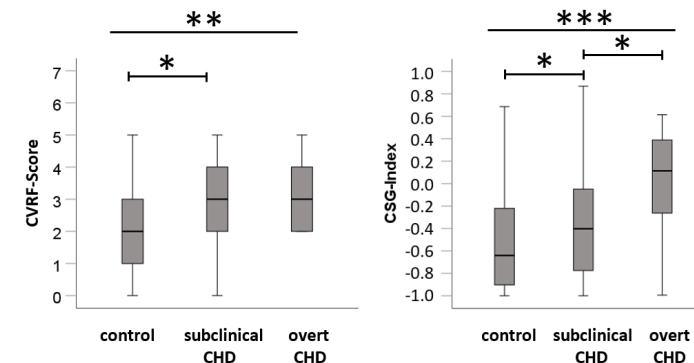 **
*
7
6
5
4
3
2
1
0
CVRF-Score
control
subclinical
CHD
overt
CHD
***
*
*
1.0
0.8
0.6
0.4
0.2
0.0
-0.2
-0.4
-0.6
-0.8
-1.0
CSG-Index
control
subclinical
CHD
overt
CHD